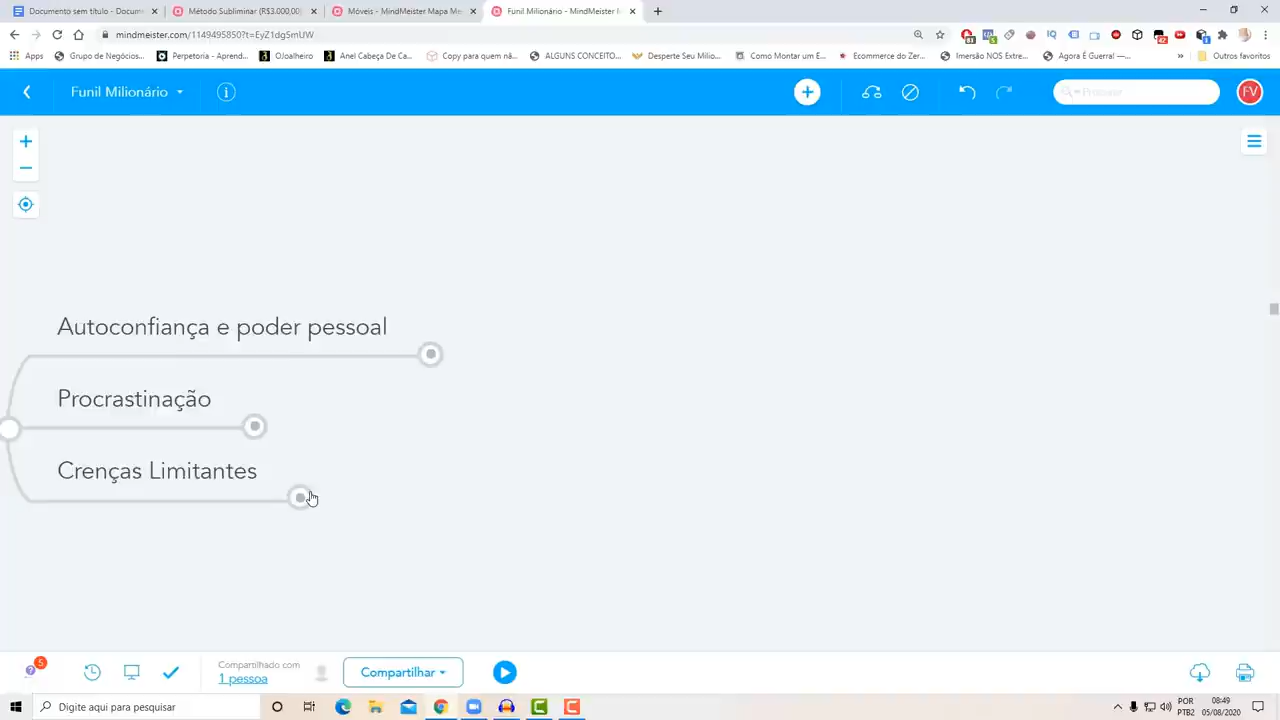 Documento sem título - Docum
Método Subliminar (R$3.000,00)
Móveis - MindMeister Mapa Me
Funil Milionário - MindMeister
mindmeister.com/1149495850?t=EyZ1dg5mUW
Apps
Grupo de Negócios...
Perpetoria - Aprend...
OJoalheiro
Anel Cabeça De Ca...
Copy para quem nã...
ALGUNS CONCEITO...
Desperte Seu Milio...
Como Montar um E...
Ecommerce do Zer...
Imersão NOS Extre...
Agora É Guerra! —...
»
Outros favoritos
Funil Milionário
Procurar
FV
Autoconfiança e poder pessoal
Procrastinação
Crenças Limitantes
5
Compartilhado com
1 pessoa
Compartilhar
Digite aqui para pesquisar
POR
PTB2
08:49
05/08/2020